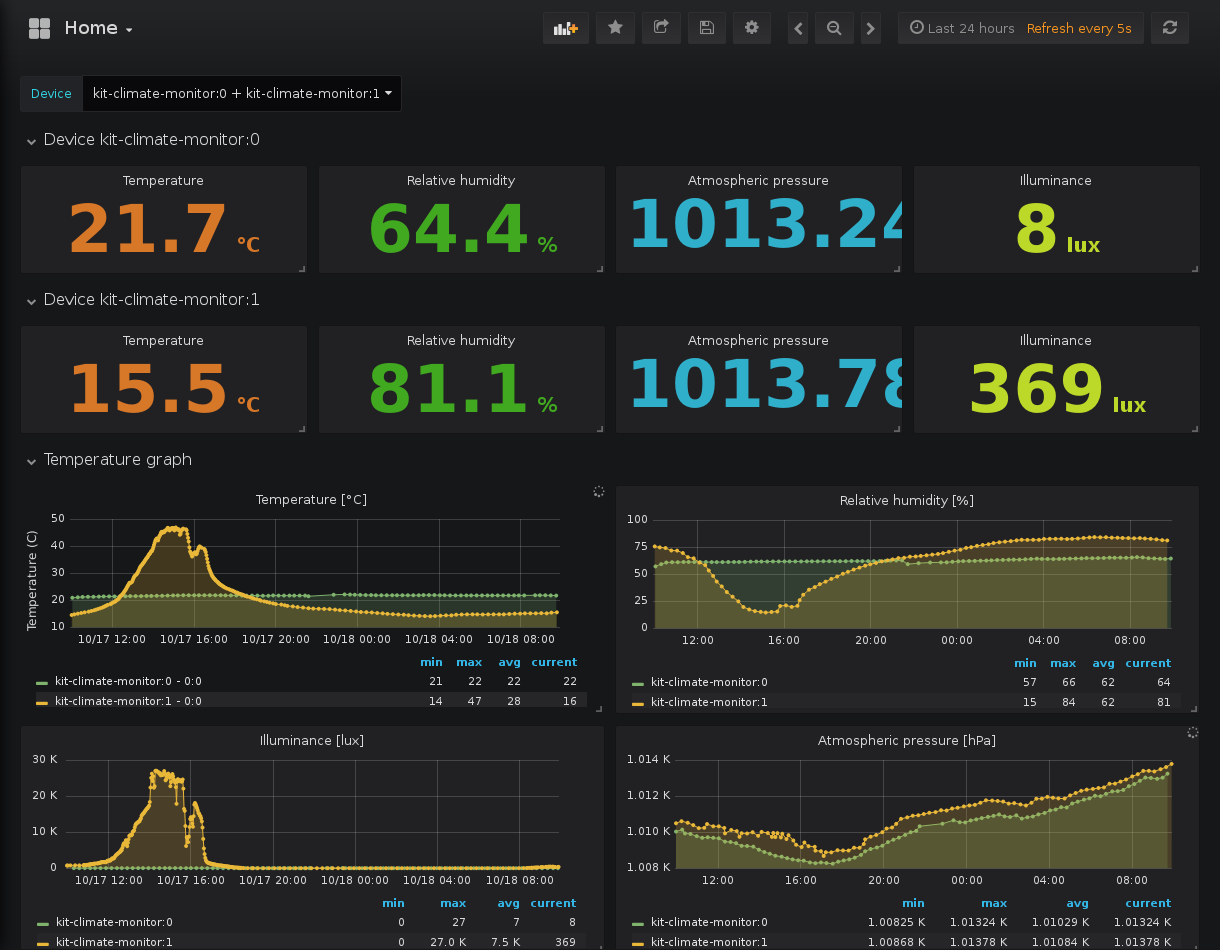 Home
Last 24 hours Refresh every 5s
Device kit-climate-monitor:0 + kit-climate-monitor:1
Device kit-climate-monitor:0
Temperature Relative humidity Atmospheric pressure Illuminance
21.7 °C 64.4 % 1013.24 8 lux
Device kit-climate-monitor:1
Temperature Relative humidity Atmospheric pressure Illuminance
15.5 °C 81.1 % 1013.78 369 lux
Temperature graph
Temperature [°C]
Temperature (C)
50
40
30
20
10
10/17 12:00 10/17 16:00 10/17 20:00 10/18 00:00 10/18 04:00 10/18 08:00
min max avg current
kit-climate-monitor:0 - 0:0 21 22 22 22
kit-climate-monitor:1 - 0:0 14 47 28 16
Relative humidity [%]
100
75
50
25
0
12:00 16:00 20:00 00:00 04:00 08:00
min max avg current
kit-climate-monitor:0 57 66 62 64
kit-climate-monitor:1 15 84 62 81
Illuminance [lux]
30 K
20 K
10 K
0
10/17 12:00 10/17 16:00 10/17 20:00 10/18 00:00 10/18 04:00 10/18 08:00
min max avg current
kit-climate-monitor:0 0 27 7 8
kit-climate-monitor:1 0 27.0 K 7.5 K 369
Atmospheric pressure [hPa]
1.014 K
1.012 K
1.010 K
1.008 K
12:00 16:00 20:00 00:00 04:00 08:00
min max avg current
kit-climate-monitor:0 1.00825 K 1.01324 K 1.01029 K 1.01324 K
kit-climate-monitor:1 1.00868 K 1.01378 K 1.01084 K 1.01378 K